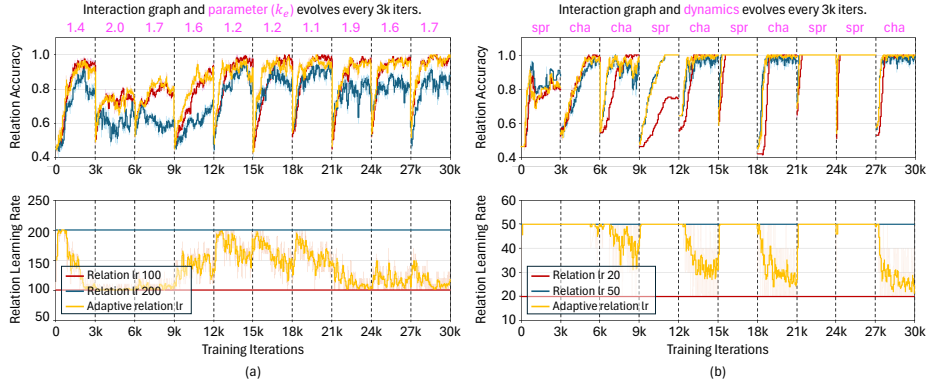 Interaction graph and parameter (kₑ) evolves every 3k iters.
1.4 2.0 1.7 1.6 1.2 1.2 1.1 1.9 1.6 1.7
Relation Accuracy
1.0
0.8
0.6
0.4
0 3k 6k 9k 12k 15k 18k 21k 24k 27k 30k
Relation Learning Rate
250
200
150
100
50
Relation lr 100
Relation lr 200
Adaptive relation lr
0 3k 6k 9k 12k 15k 18k 21k 24k 27k 30k
Training Iterations
(a)
Interaction graph and dynamics evolves every 3k iters.
spr cha cha spr cha spr cha spr spr cha
Relation Accuracy
1.0
0.8
0.6
0.4
0 3k 6k 9k 12k 15k 18k 21k 24k 27k 30k
Relation Learning Rate
60
50
40
30
20
10
Relation lr 20
Relation lr 50
Adaptive relation lr
0 3k 6k 9k 12k 15k 18k 21k 24k 27k 30k
Training Iterations
(b)